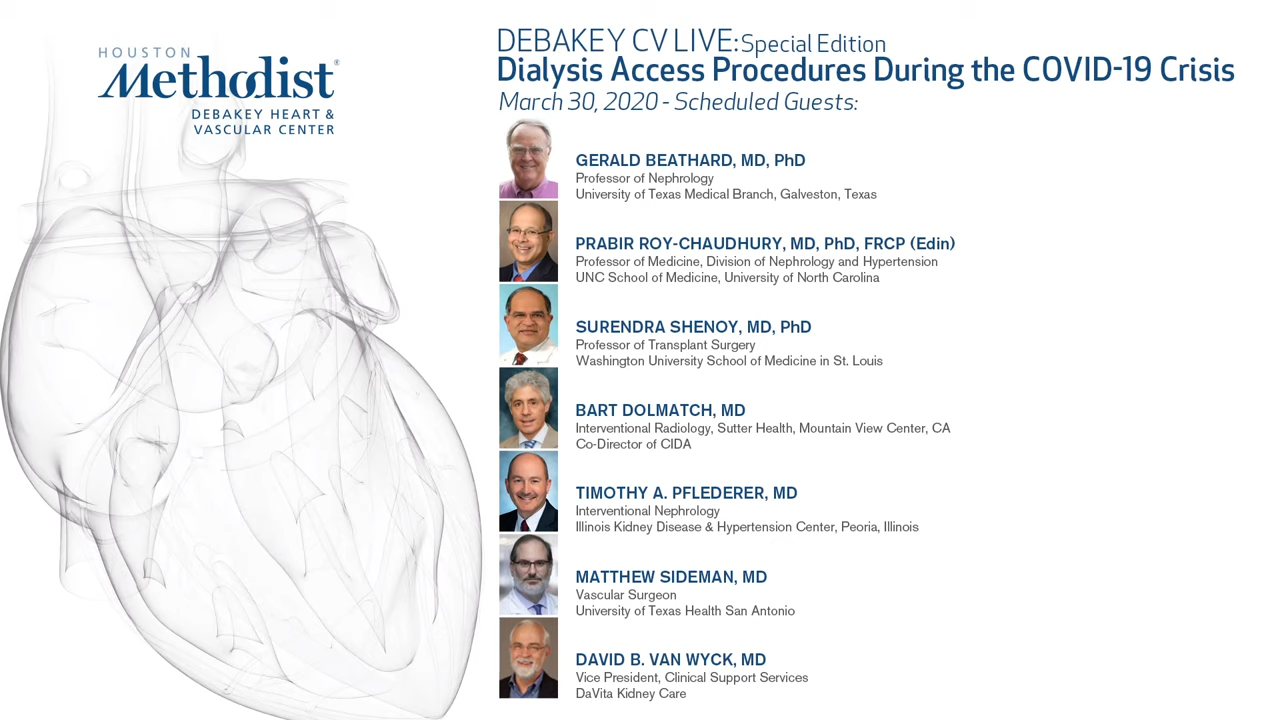 HOUSTON
Methodist®
DEBAKEY HEART &
VASCULAR CENTER
DEBAKEY CV LIVE: Special Edition
Dialysis Access Procedures During the COVID-19 Crisis
March 30, 2020 - Scheduled Guests:
GERALD BEATHARD, MD, PhD
Professor of Nephrology
University of Texas Medical Branch, Galveston, Texas
PRABIR ROY-CHAUDHURY, MD, PhD, FRCP (Edin)
Professor of Medicine, Division of Nephrology and Hypertension
UNC School of Medicine, University of North Carolina
SURENDRA SHENOY, MD, PhD
Professor of Transplant Surgery
Washington University School of Medicine in St. Louis
BART DOLMATCH, MD
Interventional Radiology, Sutter Health, Mountain View Center, CA
Co-Director of CIDA
TIMOTHY A. PFLEDERER, MD
Interventional Nephrology
Illinois Kidney Disease & Hypertension Center, Peoria, Illinois
MATTHEW SIDEMAN, MD
Vascular Surgeon
University of Texas Health San Antonio
DAVID B. VAN WYCK, MD
Vice President, Clinical Support Services
DaVita Kidney Care